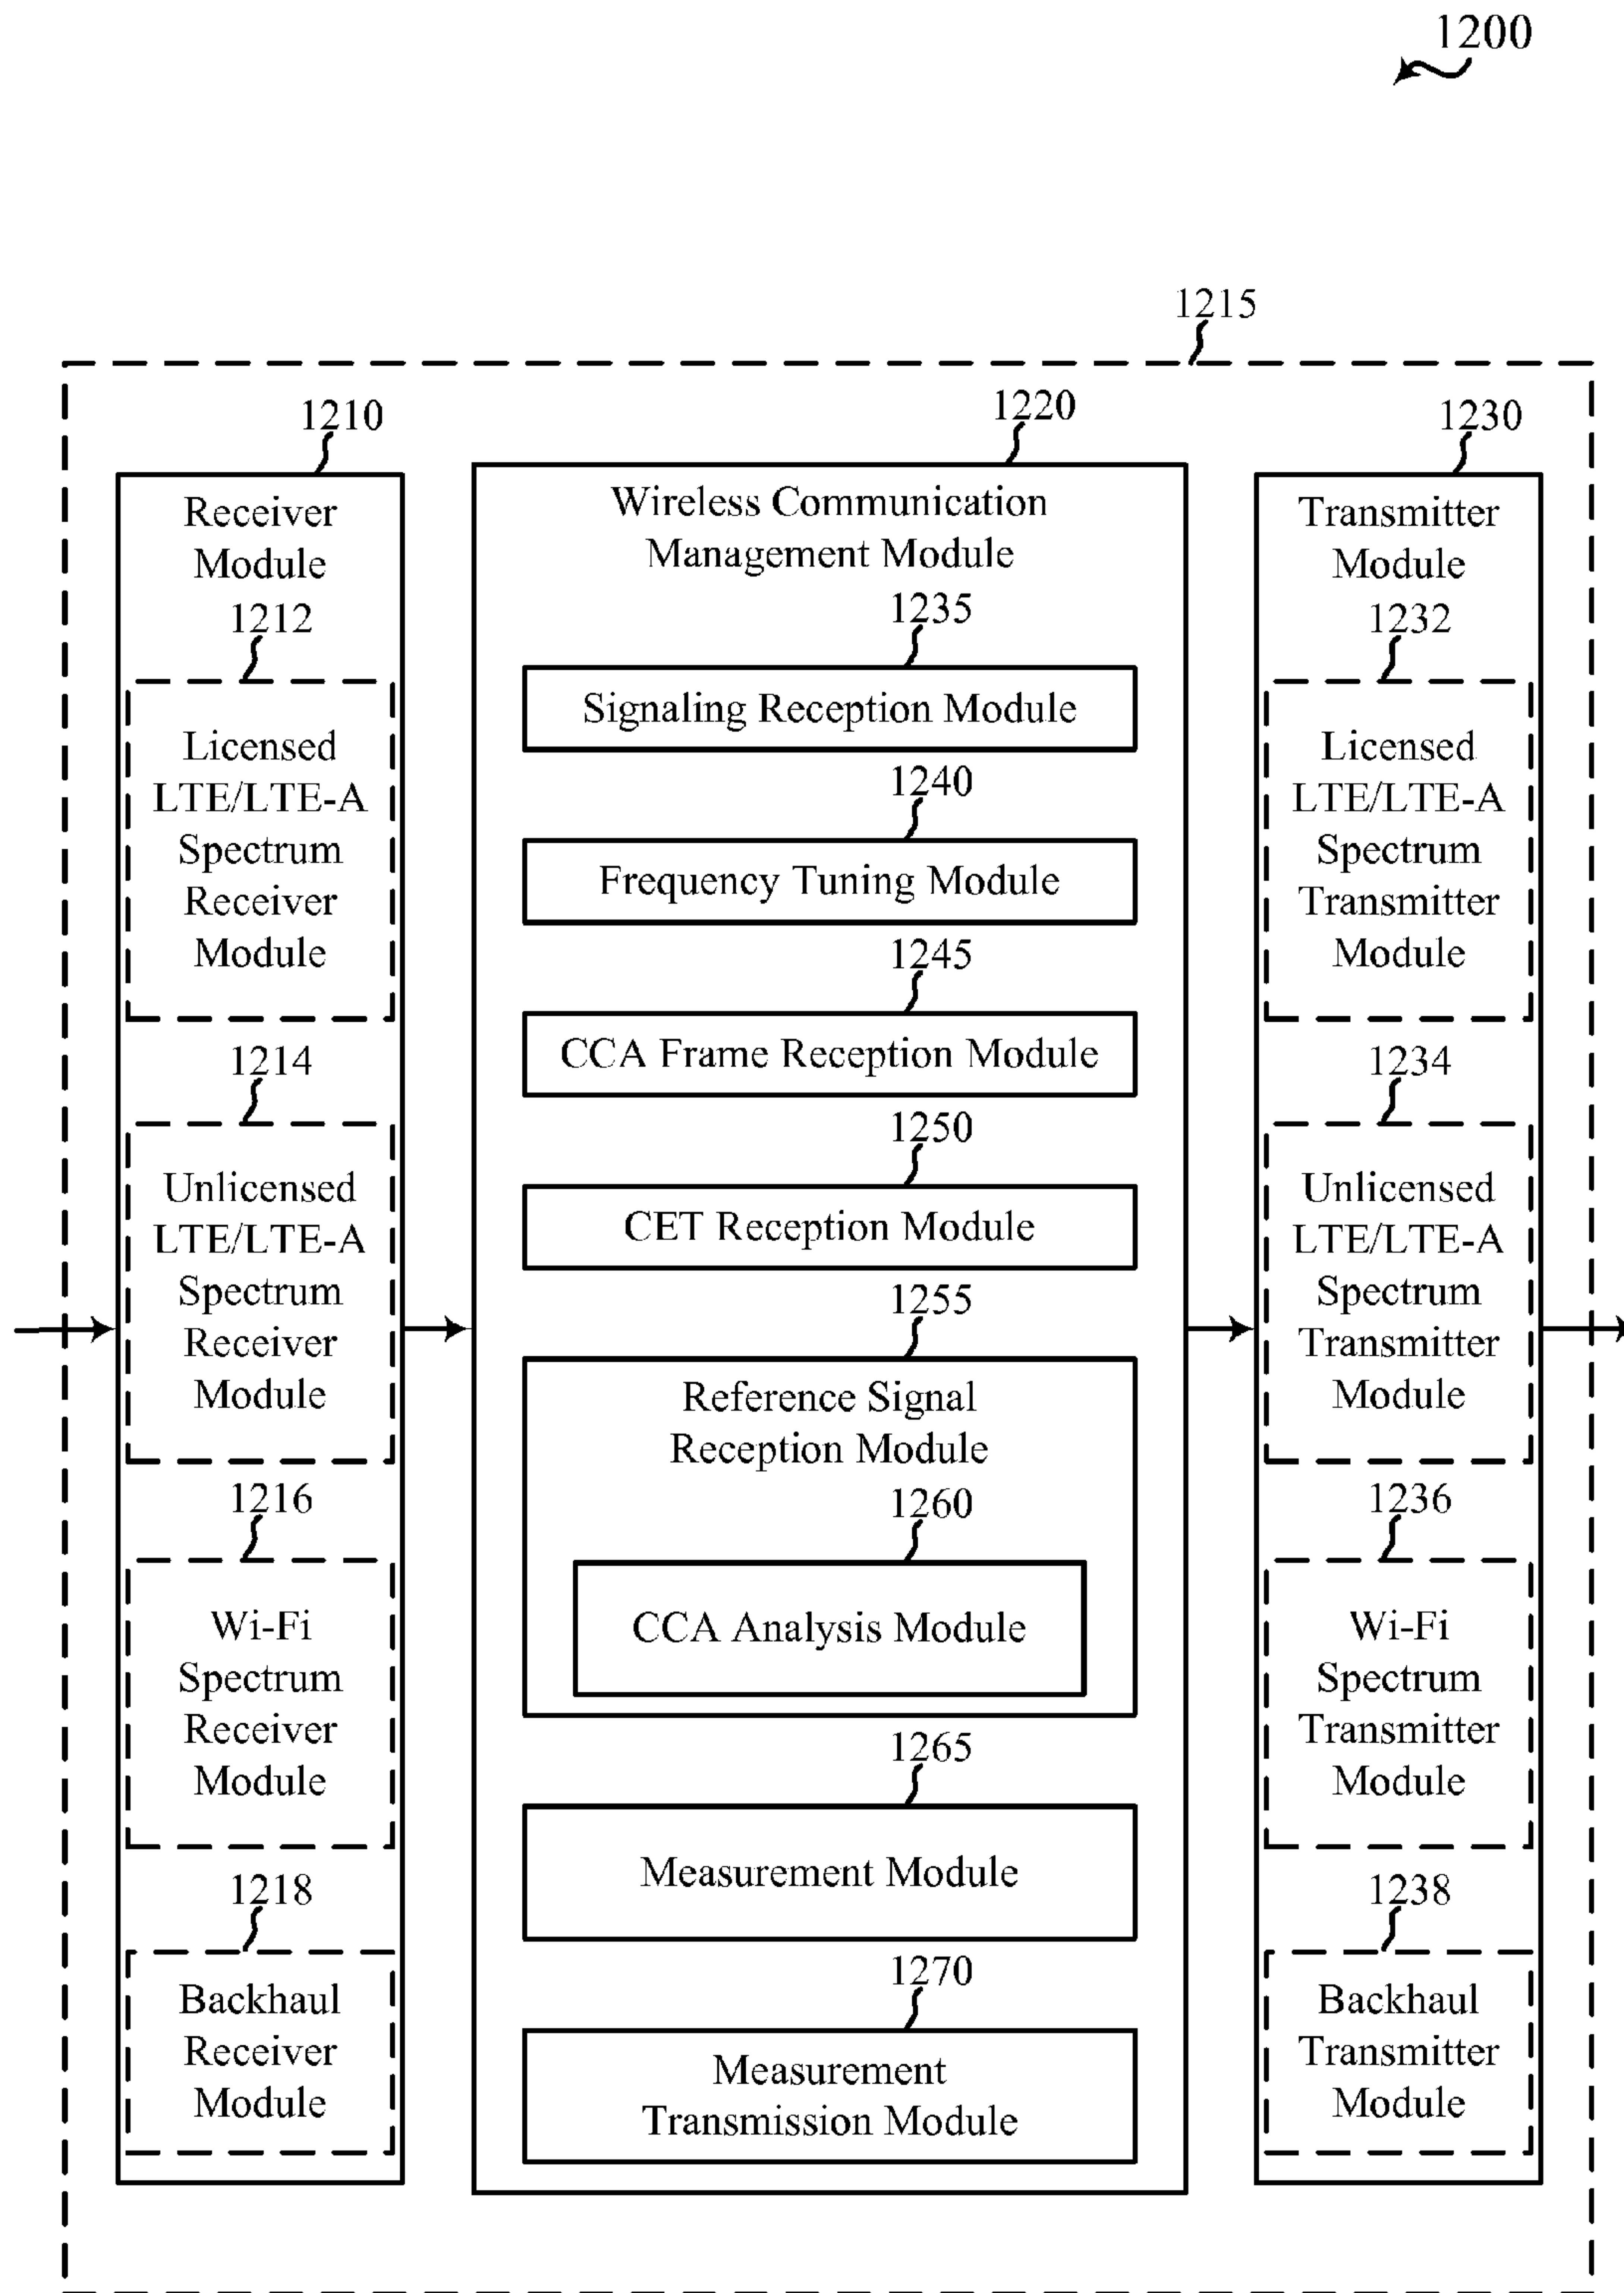 1200
1215
1210
Receiver
Module
1212
Licensed
LTE/LTE-A
Spectrum
Receiver
Module
1214
Unlicensed
LTE/LTE-A
Spectrum
Receiver
Module
1216
Wi-Fi
Spectrum
Receiver
Module
1218
Backhaul
Receiver
Module
1220
Wireless Communication
Management Module
1235
Signaling Reception Module
1240
Frequency Tuning Module
1245
CCA Frame Reception Module
1250
CET Reception Module
1255
Reference Signal
Reception Module
1260
CCA Analysis Module
1265
Measurement Module
1270
Measurement
Transmission Module
1230
Transmitter
Module
1232
Licensed
LTE/LTE-A
Spectrum
Transmitter
Module
1234
Unlicensed
LTE/LTE-A
Spectrum
Transmitter
Module
1236
Wi-Fi
Spectrum
Transmitter
Module
1238
Backhaul
Transmitter
Module